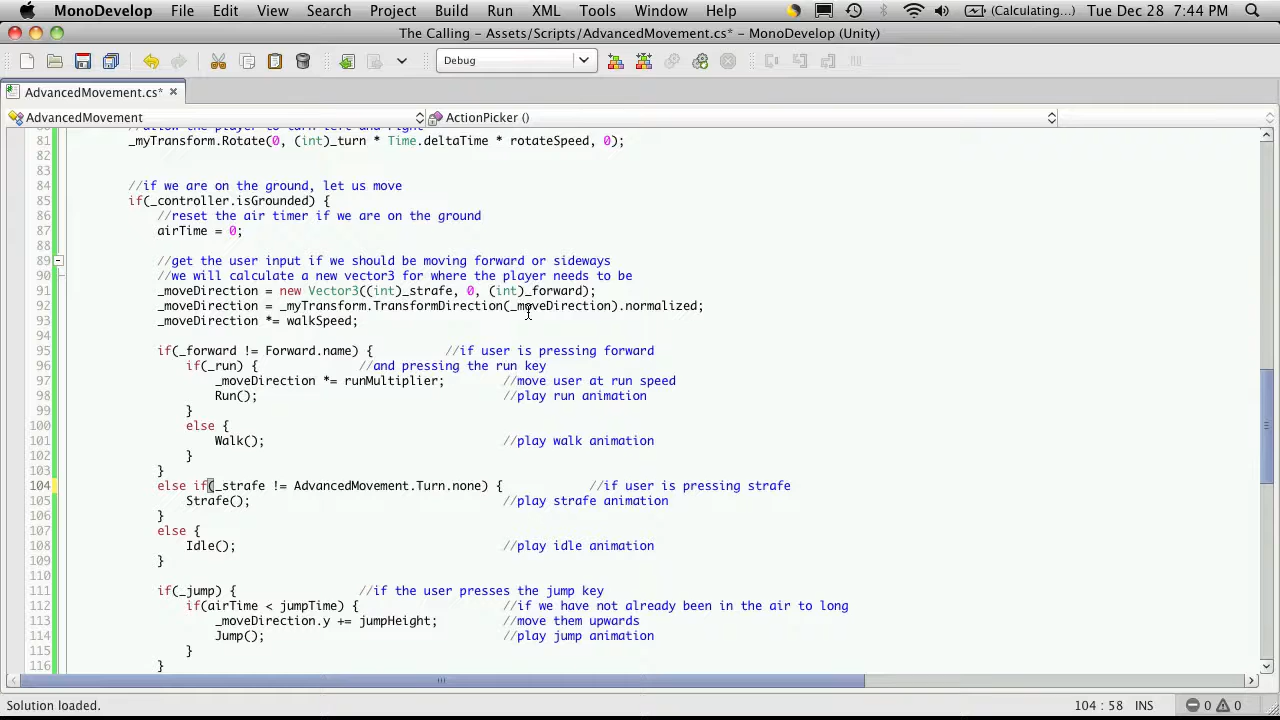 MonoDevelop File Edit View Search Project Build Run XML Tools Window Help (Calculating...) Tue Dec 28 7:44 PM
The Calling - Assets/Scripts/AdvancedMovement.cs* - MonoDevelop (Unity)
Debug
AdvancedMovement.cs*
AdvancedMovement ActionPicker ()
80 //allow the player to turn left and right
81 _myTransform.Rotate(0, (int)_turn * Time.deltaTime * rotateSpeed, 0);
82
83
84 //if we are on the ground, let us move
85 if(_controller.isGrounded) {
86 //reset the air timer if we are on the ground
87 airTime = 0;
88
89 //get the user input if we should be moving forward or sideways
90 //we will calculate a new vector3 for where the player needs to be
91 _moveDirection = new Vector3((int)_strafe, 0, (int)_forward);
92 _moveDirection = _myTransform.TransformDirection(_moveDirection).normalized;
93 _moveDirection *= walkSpeed;
94
95 if(_forward != Forward.name) { //if user is pressing forward
96 if(_run) { //and pressing the run key
97 _moveDirection *= runMultiplier; //move user at run speed
98 Run(); //play run animation
99 }
100 else {
101 Walk(); //play walk animation
102 }
103 }
104 else if(_strafe != AdvancedMovement.Turn.none) { //if user is pressing strafe
105 Strafe(); //play strafe animation
106 }
107 else {
108 Idle(); //play idle animation
109 }
110
111 if(_jump) { //if the user presses the jump key
112 if(airTime < jumpTime) { //if we have not already been in the air to long
113 _moveDirection.y += jumpHeight; //move them upwards
114 Jump(); //play jump animation
115 }
116 }
Solution loaded. 104 : 58 INS 0 0